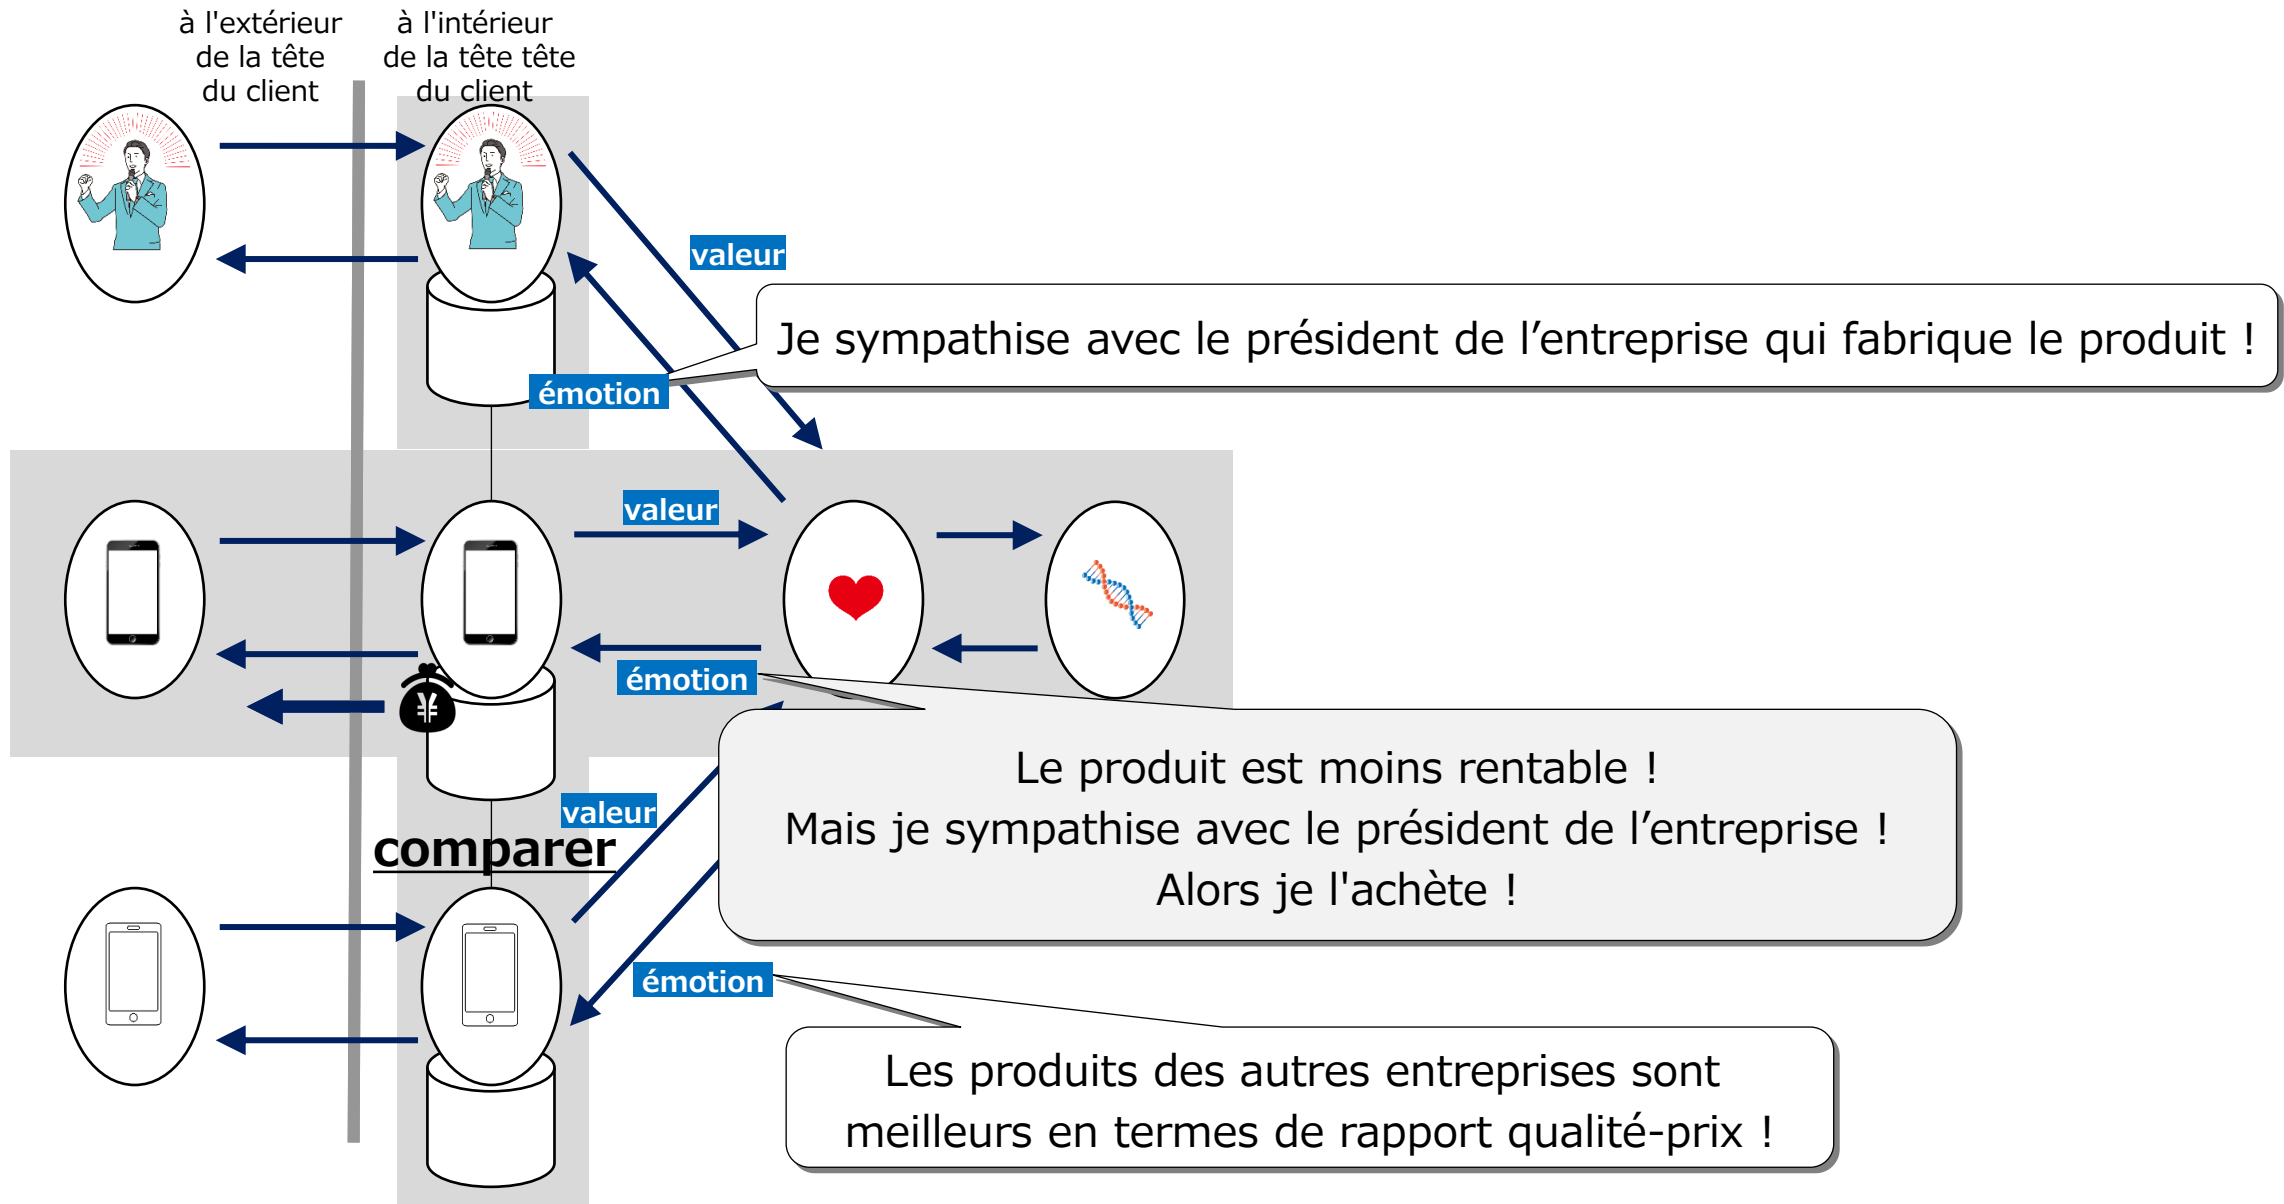 à l'extérieur
de la tête
du client
à l'intérieur
de la tête tête
du client
valeur
Je sympathise avec le président de l’entreprise qui fabrique le produit !
émotion
valeur
émotion
¥
Le produit est moins rentable !
Mais je sympathise avec le président de l’entreprise !
Alors je l'achète !
valeur
comparer
émotion
Les produits des autres entreprises sont
meilleurs en termes de rapport qualité-prix !